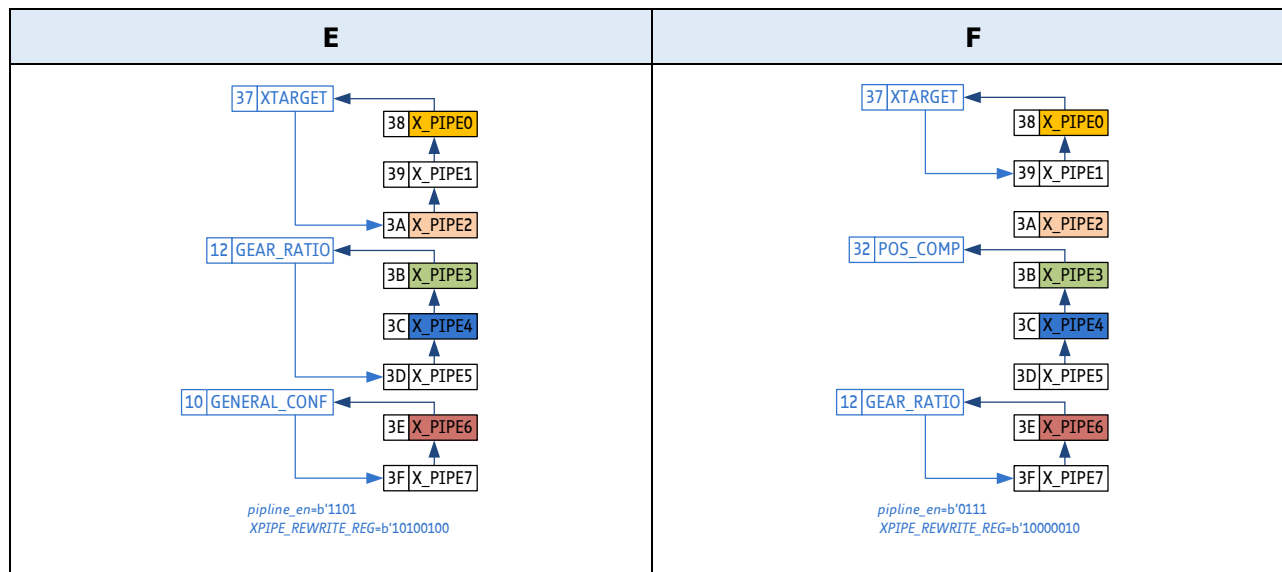 E
37 XTARGET
38 X_PIPE0
39 X_PIPE1
3A X_PIPE2
12 GEAR_RATIO
3B X_PIPE3
3C X_PIPE4
3D X_PIPE5
10 GENERAL_CONF
3E X_PIPE6
3F X_PIPE7
pipline_en=b'1101
XPIPE_REWRITE_REG=b'10100100
F
37 XTARGET
38 X_PIPE0
39 X_PIPE1
3A X_PIPE2
32 POS_COMP
3B X_PIPE3
3C X_PIPE4
3D X_PIPE5
12 GEAR_RATIO
3E X_PIPE6
3F X_PIPE7
pipline_en=b'0111
XPIPE_REWRITE_REG=b'10000010